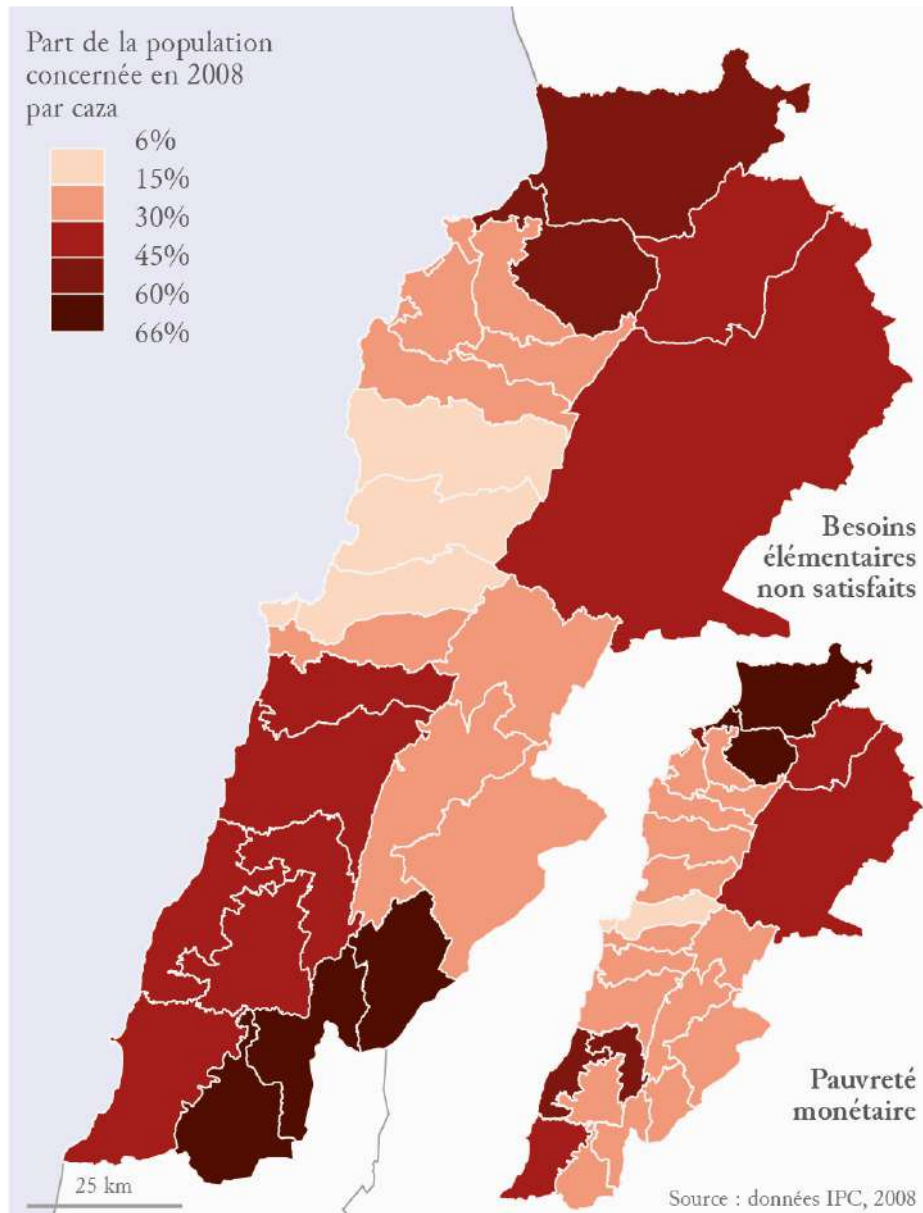 Part de la population
concernée en 2008
par caza
6%
15%
30%
45%
60%
66%
Besoins
élémentaires
non satisfaits
Pauvreté
monétaire
25 km
Source : données IPC, 2008